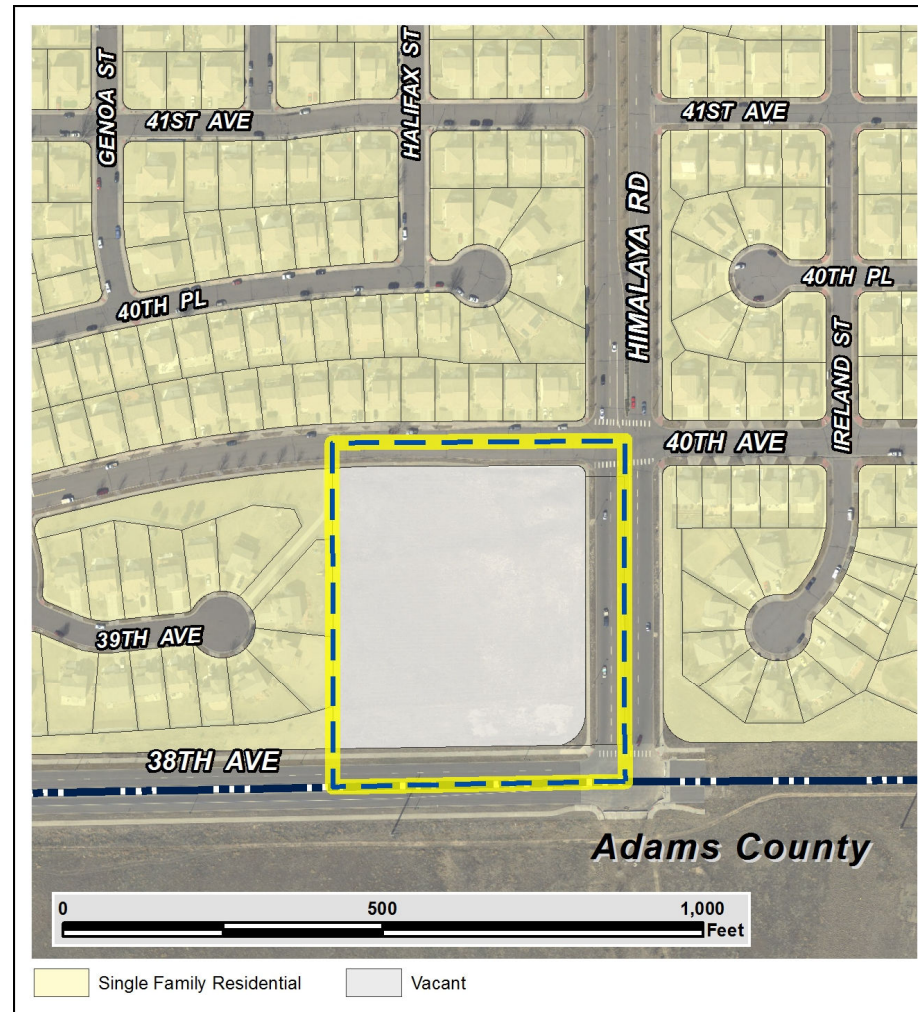 GENOA ST
HALIFAX ST
41ST AVE
41ST AVE
HIMALAYA RD
40TH PL
40TH PL
IRELAND ST
40TH AVE
39TH AVE
38TH AVE
Adams County
0 500 1,000
Feet
Single Family Residential Vacant